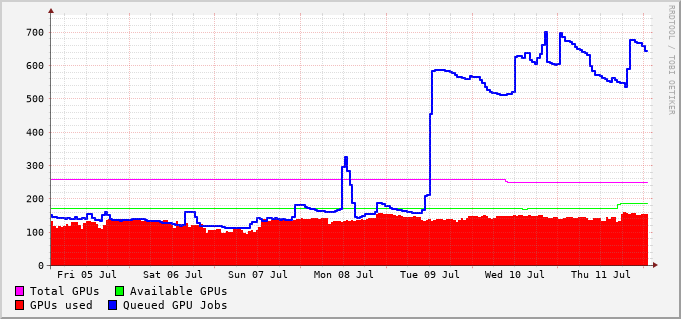 700
600
500
400
300
200
100
0
Fri 05 Jul Sat 06 Jul Sun 07 Jul Mon 08 Jul Tue 09 Jul Wed 10 Jul Thu 11 Jul
Total GPUs Available GPUs
GPUs used Queued GPU Jobs
RRDTOOL / TOBI OETIKER